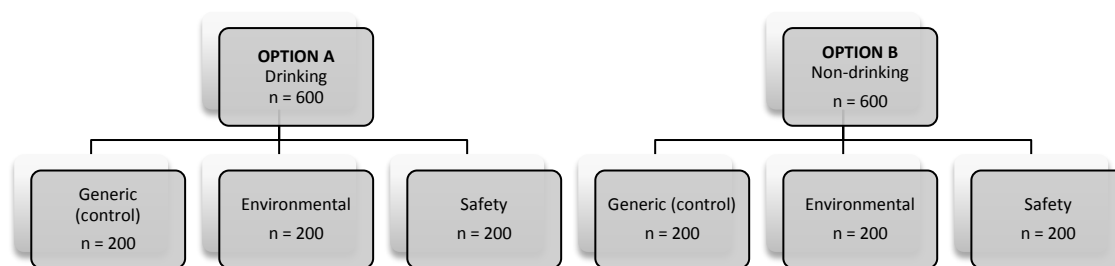 OPTION A
Drinking
n = 600
OPTION B
Non-drinking
n = 600
Generic
(control)
n = 200
Environmental
n = 200
Safety
n = 200
Generic (control)
n = 200
Environmental
n = 200
Safety
n = 200